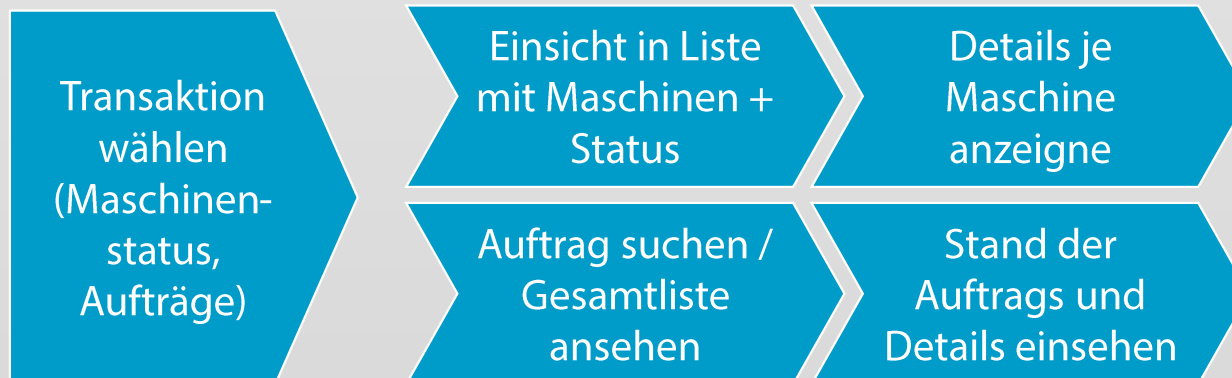 Transaktion
wählen
(Maschinen-
status,
Aufträge)
Einsicht in Liste
mit Maschinen +
Status
Details je
Maschine
anzeigne
Auftrag suchen /
Gesamtliste
ansehen
Stand der
Auftrags und
Details einsehen